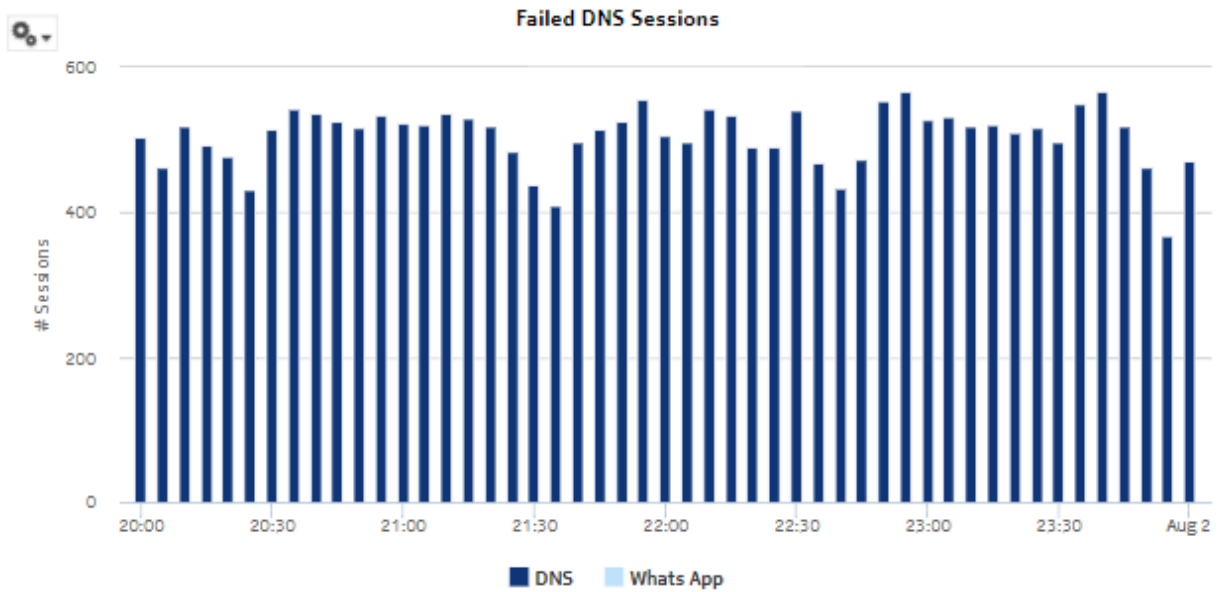 Failed DNS Sessions
600
400
200
0
# Sessions
20:00 20:30 21:00 21:30 22:00 22:30 23:00 23:30 Aug 2
DNS Whats App